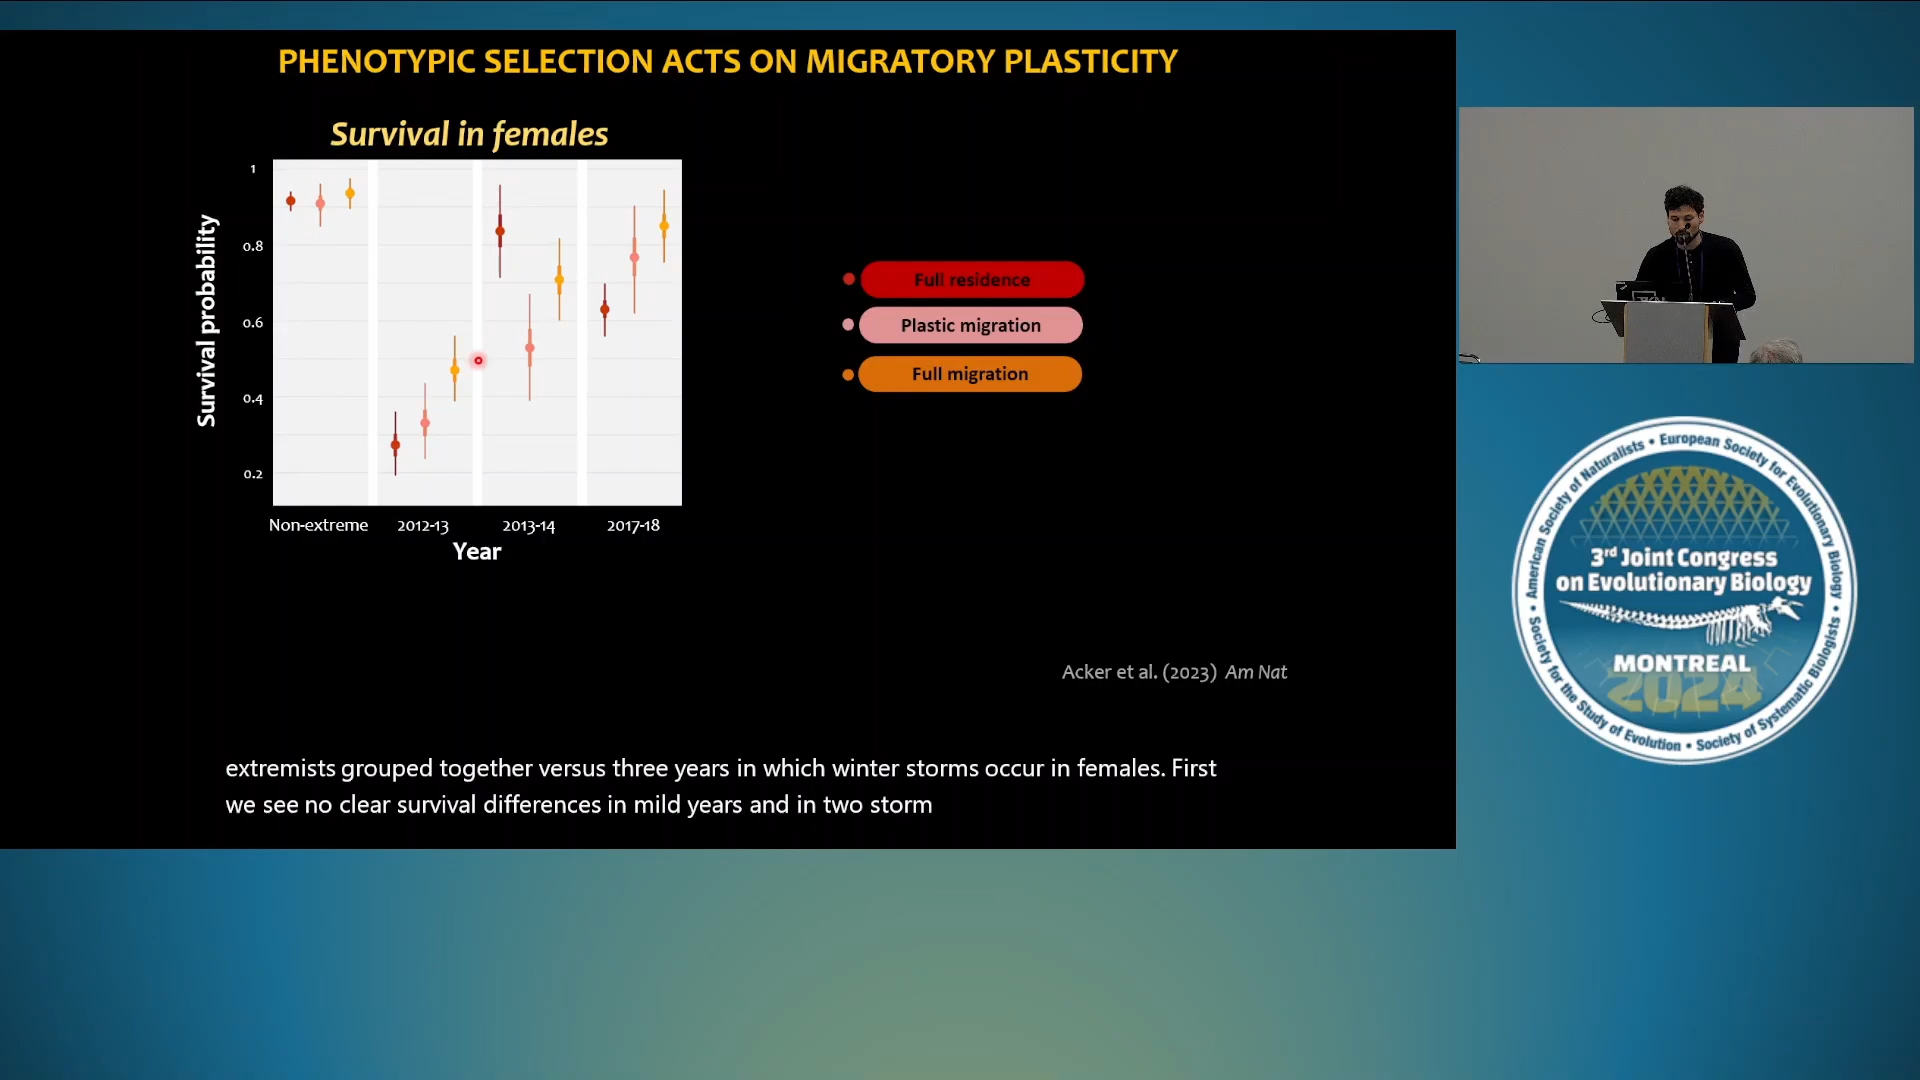 PHENOTYPIC SELECTION ACTS ON MIGRATORY PLASTICITY
Survival in females
Survival probability
1
0.8
0.6
0.4
0.2
Non-extreme 2012-13 2013-14 2017-18
Year
Full residence
Plastic migration
Full migration
Acker et al. (2023) Am Nat
extremists grouped together versus three years in which winter storms occur in females. First
we see no clear survival differences in mild years and in two storm
American Society of Naturalists • European Society for Evolutionary Biology • Society of Systematic Biologists • Society for the Study of Evolution •
3rd Joint Congress
on Evolutionary Biology
MONTREAL
2024